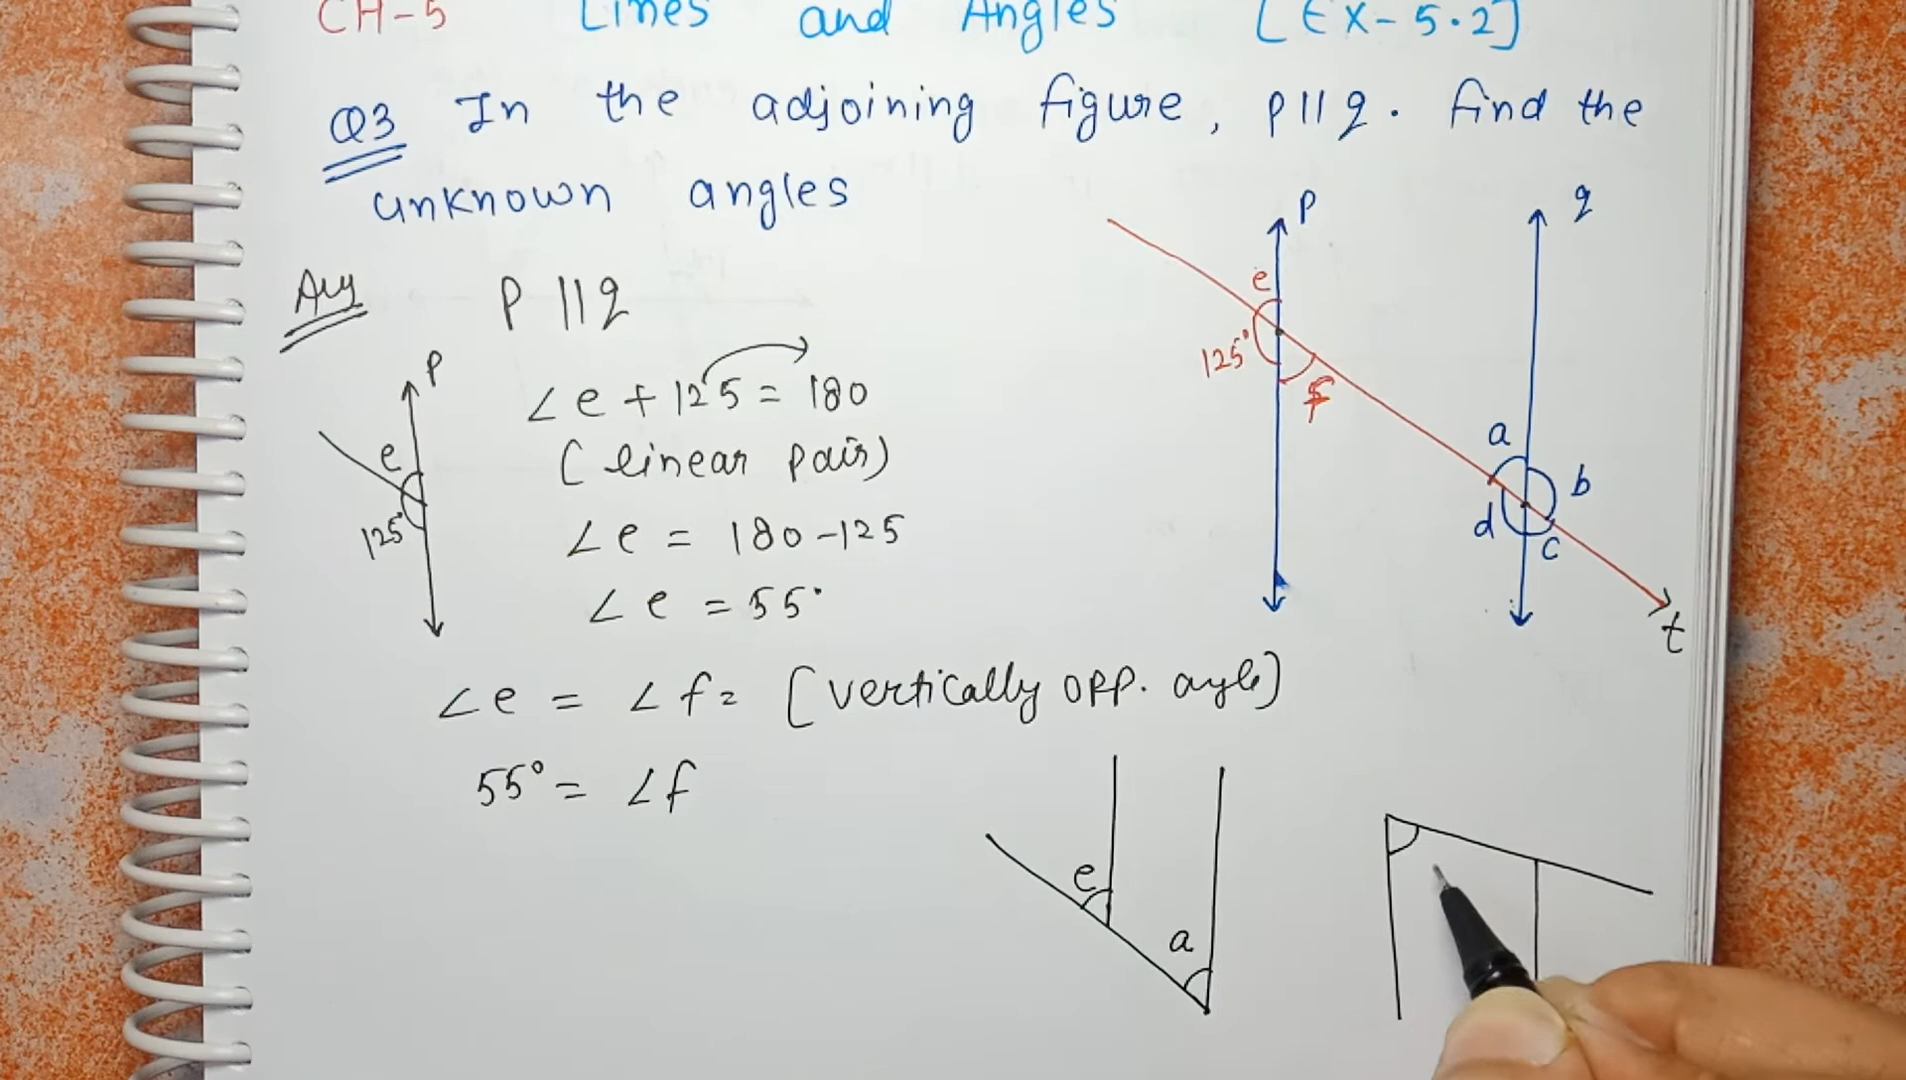 CH-5 Lines and Angles [EX-5.2]
Q3 In the adjoining figure, P||q. find the
unknown angles
P q
Ans P||q
e
125°
f
P
∠e + 125 = 180
(linear pair)
e
125°
a
b
d
c
∠e = 180-125
∠e = 55°
t
∠e = ∠f = [vertically opp. angle]
55° = ∠f
e
a